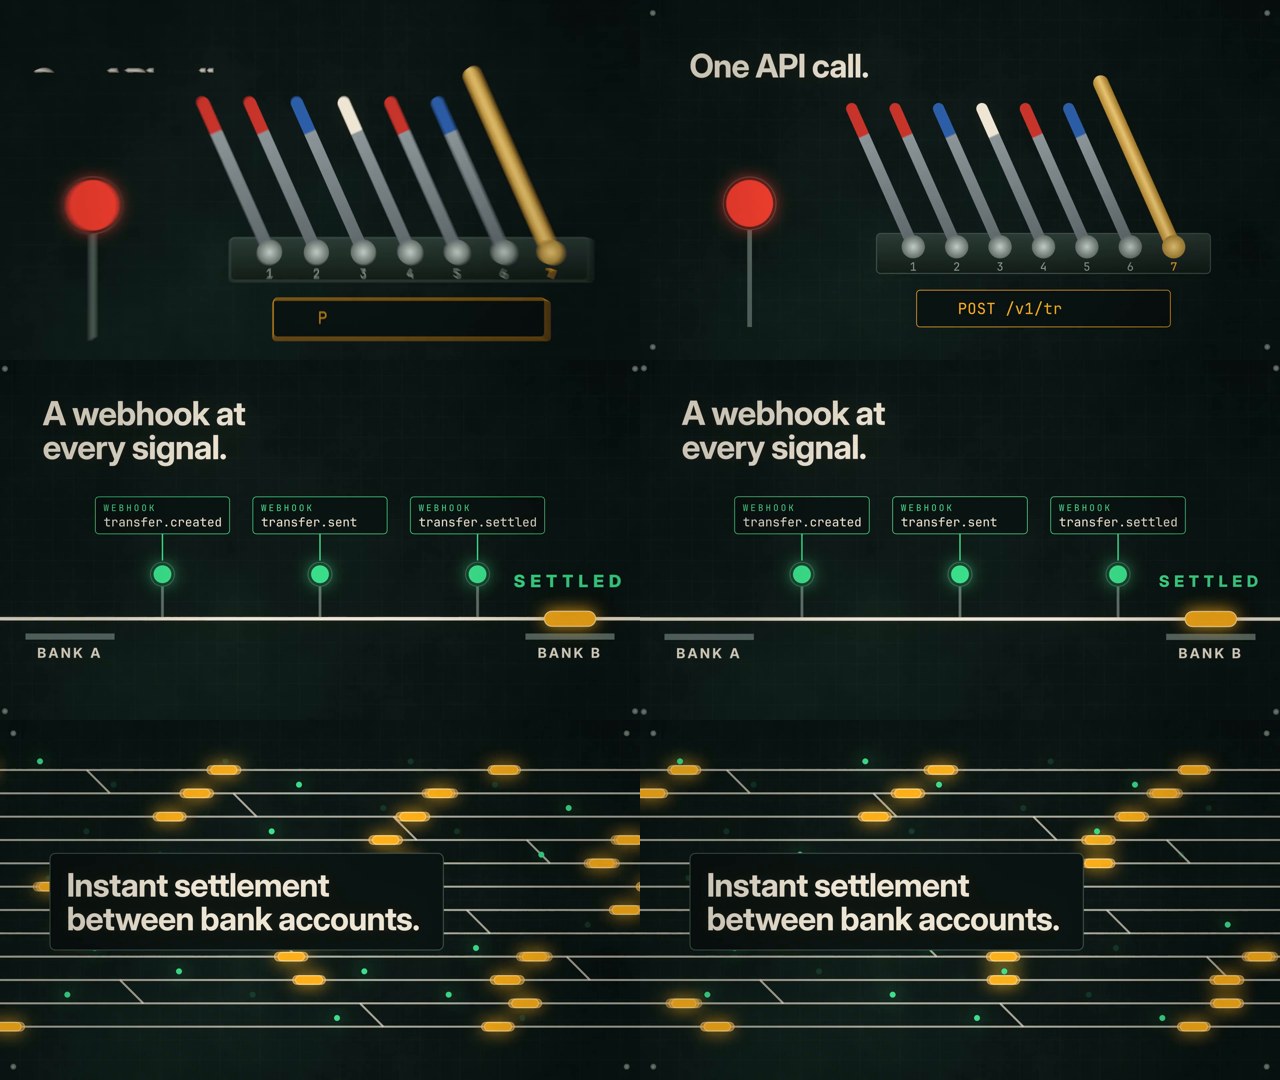 1 2 3 4 5 6 7
P
One API call.
1 2 3 4 5 6 7
POST /v1/tr
A webhook at
every signal.
WEBHOOK
transfer.created
WEBHOOK
transfer.sent
WEBHOOK
transfer.settled
SETTLED
BANK A
BANK B
A webhook at
every signal.
WEBHOOK
transfer.created
WEBHOOK
transfer.sent
WEBHOOK
transfer.settled
SETTLED
BANK A
BANK B
Instant settlement
between bank accounts.
Instant settlement
between bank accounts.